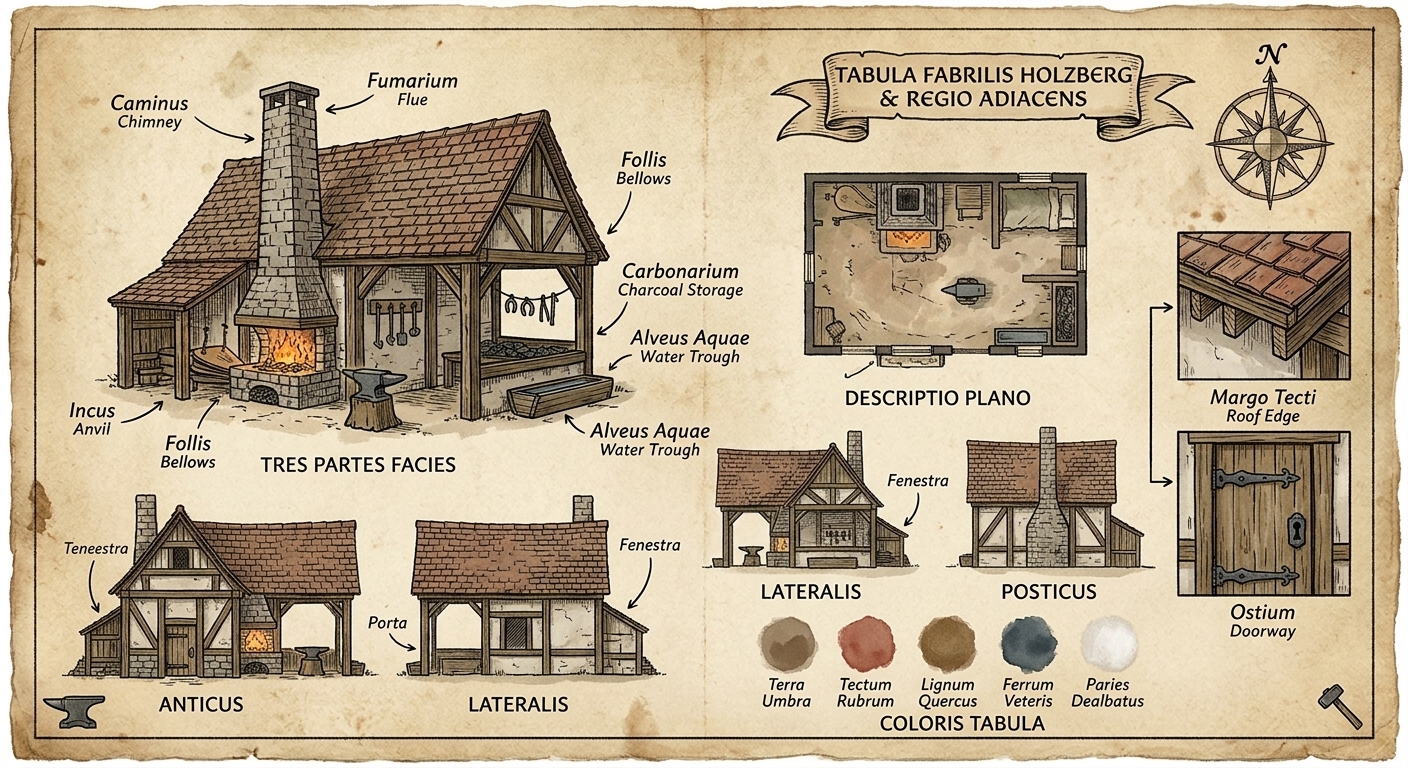 TABULA FABRILIS HOLZBERG
& REGIO ADIACENS
N
Caminus
Chimney
Fumarium
Flue
Follis
Bellows
Carbonarium
Charcoal Storage
Alveus Aquae
Water Trough
Alveus Aquae
Water Trough
Incus
Anvil
Follis
Bellows
TRES PARTES FACIES
DESCRIPTIO PLANO
Margo Tecti
Roof Edge
Ostium
Doorway
Teneestra
ANTICUS
Porta
Fenestra
LATERALIS
Fenestra
LATERALIS
POSTICUS
Terra
Umbra
Tectum
Rubrum
Lignum
Quercus
Ferrum
Veteris
Paries
Dealbatus
COLORIS TABULA